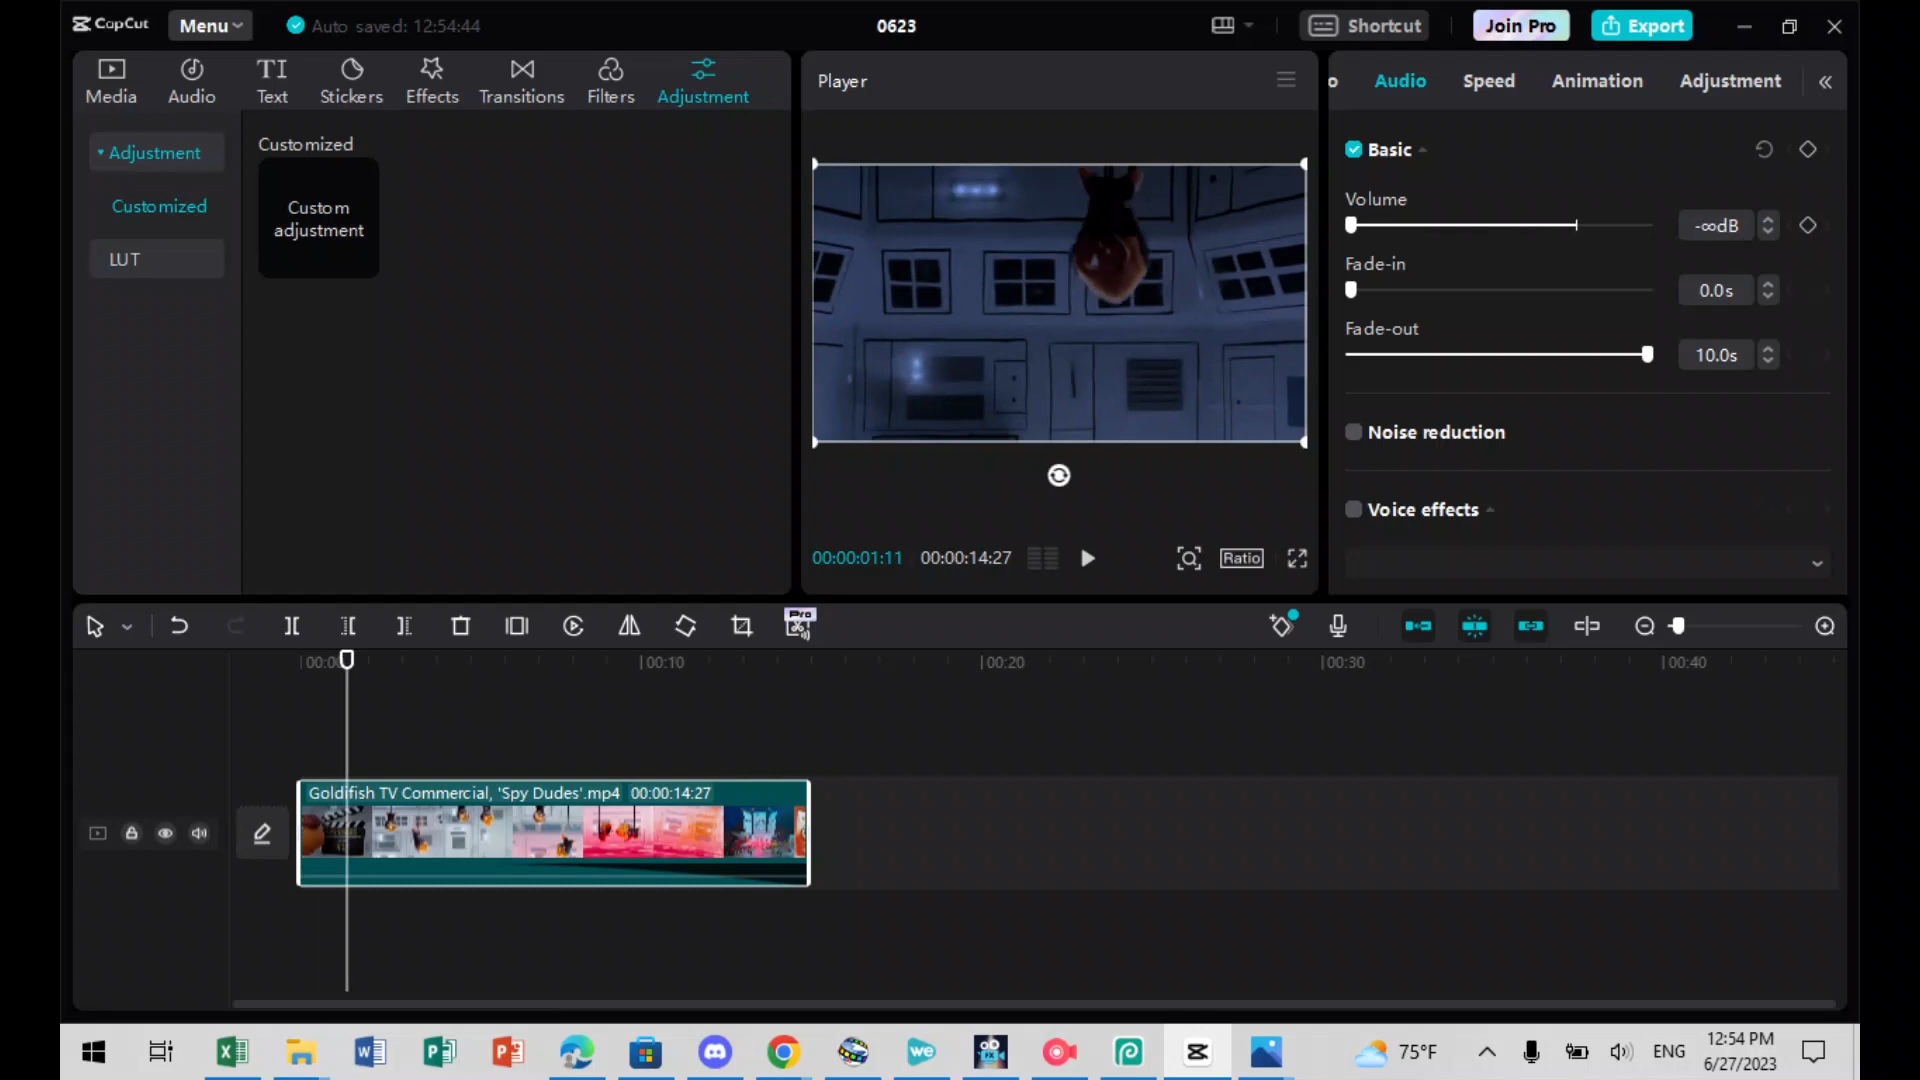 CapCut Menu Auto saved: 12:54:44 0623 Shortcut Join Pro Export
Media Audio Text Stickers Effects Transitions Filters Adjustment
Adjustment
Customized
LUT
Customized
Custom
adjustment
Player
00:00:01:11 00:00:14:27 Ratio
Audio Speed Animation Adjustment
Basic
Volume
-∞dB
Fade-in
0.0s
Fade-out
10.0s
Noise reduction
Voice effects
Pro
00:10 00:20 00:30 00:40
Goldifish TV Commercial, 'Spy Dudes'.mp4 00:00:14:27
75°F ENG 12:54 PM
6/27/2023